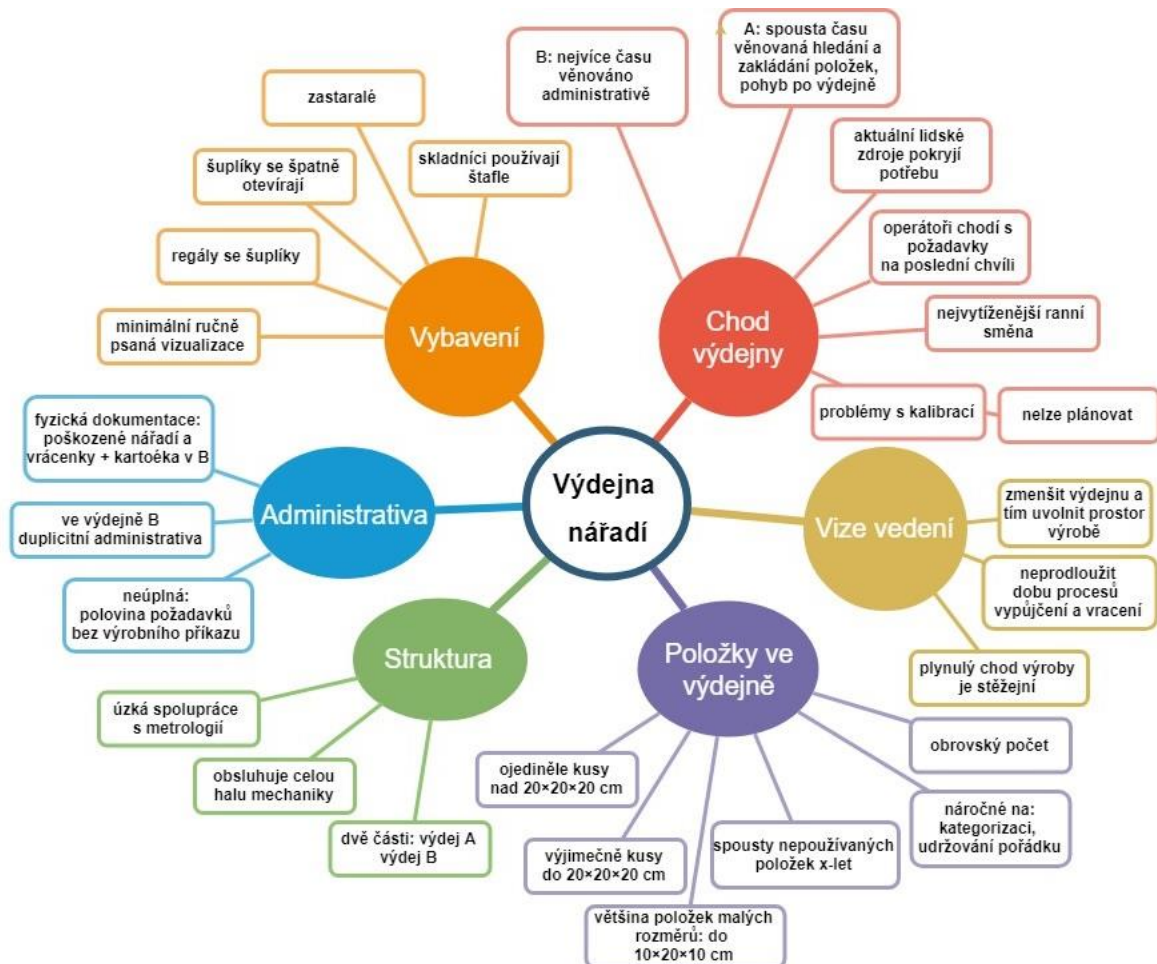 Výdejna
nářadí
Vybavení
zastaralé
šuplíky se špatně
otevírají
skladníci používají
štafle
regály se šuplíky
minimální ručně
psaná vizualizace
Chod
výdejny
B: nejvíce času
věnováno
administrativě
A: spousta času
věnovaná hledání a
zakládání položek,
pohyb po výdejně
aktuální lidské
zdroje pokryjí
potřebu
operátoři chodí s
požadavky
na poslední chvíli
nejvytíženější ranní
směna
problémy s kalibrací
nelze plánovat
Administrativa
fyzická dokumentace:
poškozené nářadí a
vrácenky + kartoéka v B
ve výdejně B
duplicitní administrativa
neúplná:
polovina požadavků
bez výrobního příkazu
Vize vedení
zmenšit výdejnu a
tím uvolnit prostor
výrobě
neprodloužit
dobu procesů
vypůjčení a vracení
plynulý chod výroby
je stěžejní
Struktura
úzká spolupráce
s metrologií
obsluhuje celou
halu mechaniky
dvě části: výdej A
výdej B
Položky ve
výdejně
ojediněle kusy
nad 20×20×20 cm
výjimečně kusy
do 20×20×20 cm
většina položek malých
rozměrů: do
10×20×10 cm
spousty nepoužívaných
položek x-let
náročné na:
kategorizaci,
udržování pořádku
obrovský počet